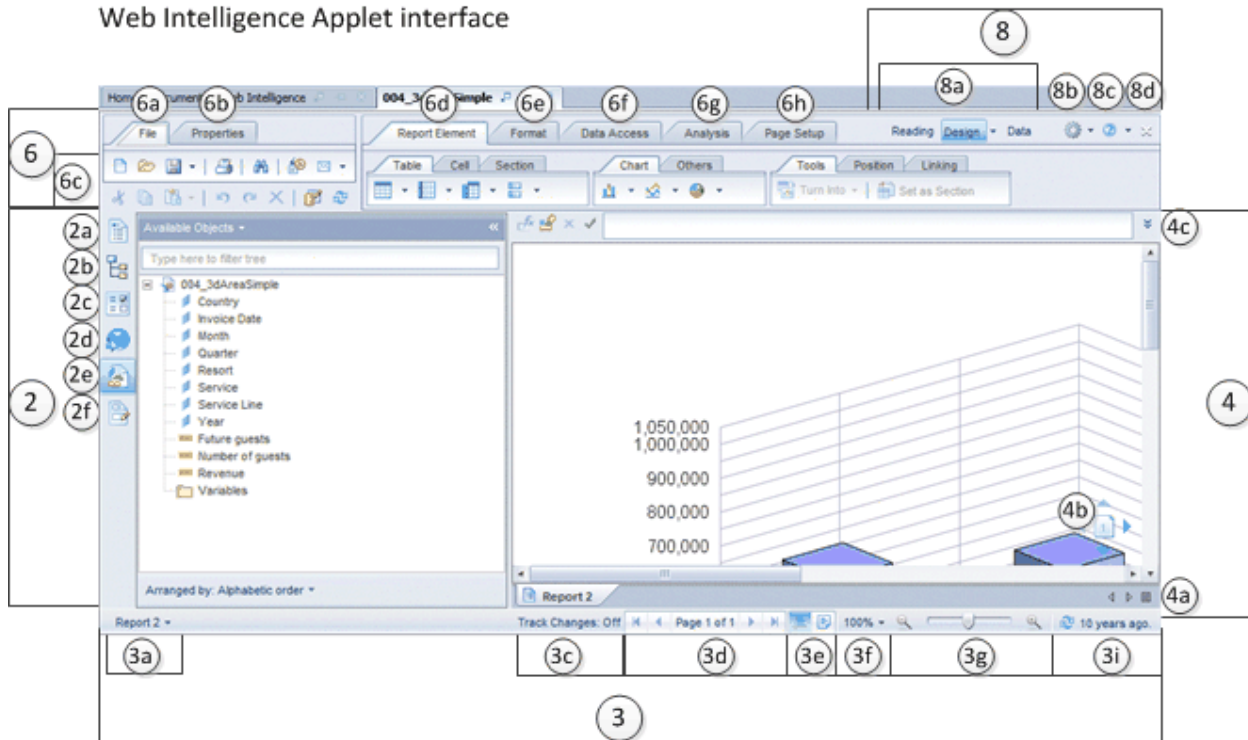 Web Intelligence Applet interface
8
8a
8b 8c 8d
6a 6b 6d 6e 6f 6g 6h
Web Intelligence 004_3d Simple
File Properties
Report Element Format Data Access Analysis Page Setup
Reading Design Data
6
6c
Table Cell Section
Chart Others
Tools Position Linking
Turn Into Set as Section
2a
2b
2c
2d
2e
2f
2
Available Objects
Type here to filter tree
004_3dAreaSimple
Country
Invoice Date
Month
Quarter
Resort
Service
Service Line
Year
Future guests
Number of guests
Revenue
Variables
Arranged by: Alphabetic order
4c
4
1,050,000
1,000,000
900,000
800,000
700,000
4b
1
Report 2
4a
Report 2
Track Changes: Off Page 1 of 1 100% 10 years ago.
3a 3c 3d 3e 3f 3g 3i
3